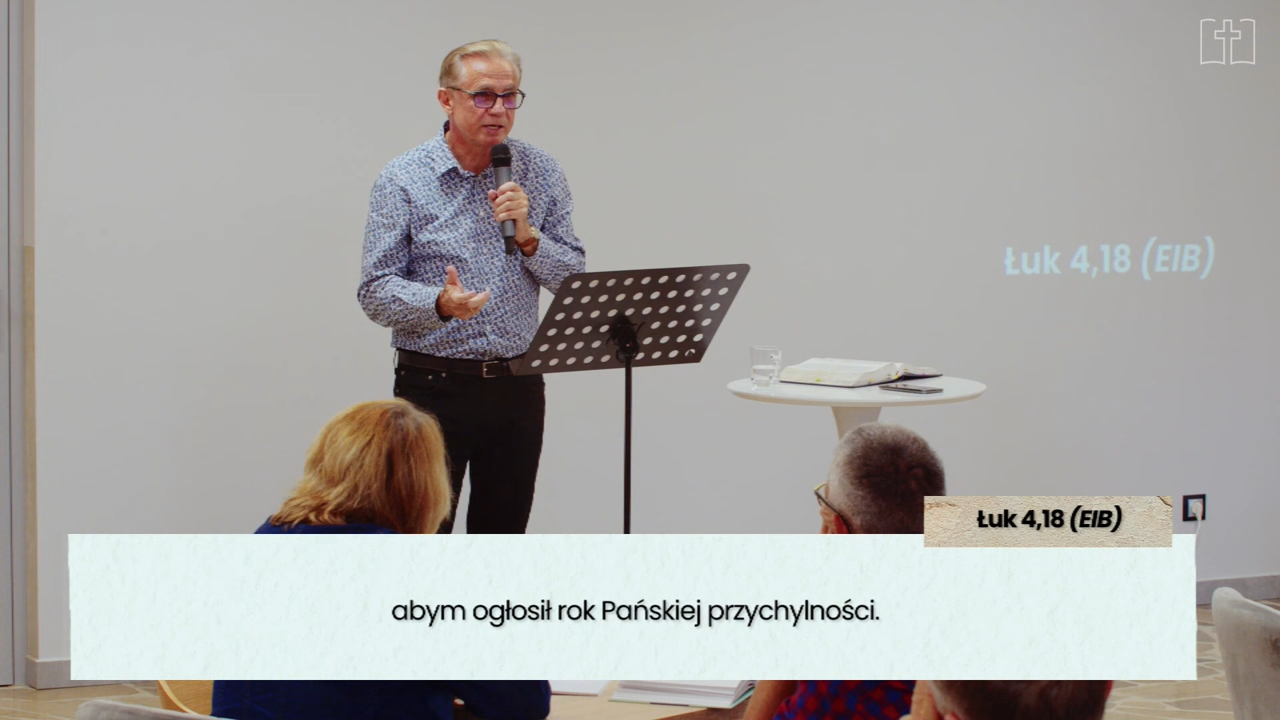 Łuk 4,18 (EIB)
Łuk 4,18 (EIB)
abym ogłosił rok Pańskiej przychylności.